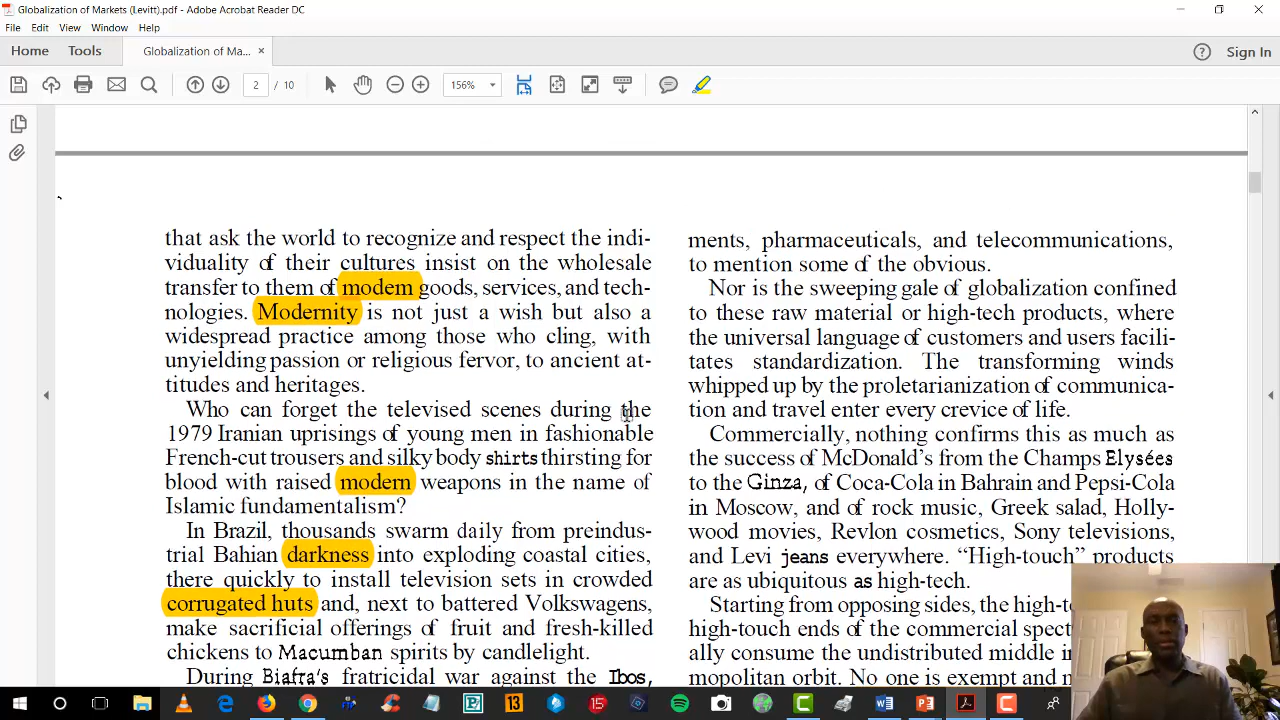 Globalization of Markets (Levitt).pdf - Adobe Acrobat Reader DC
File Edit View Window Help
Home Tools Globalization of Ma... × Sign In
2 / 10 156%
that ask the world to recognize and respect the indi-
viduality of their cultures insist on the wholesale
transfer to them of modem goods, services, and tech-
nologies. Modernity is not just a wish but also a
widespread practice among those who cling, with
unyielding passion or religious fervor, to ancient at-
titudes and heritages.
Who can forget the televised scenes during the
1979 Iranian uprisings of young men in fashionable
French-cut trousers and silky body shirts thirsting for
blood with raised modern weapons in the name of
Islamic fundamentalism?
In Brazil, thousands swarm daily from preindus-
trial Bahian darkness into exploding coastal cities,
there quickly to install television sets in crowded
corrugated huts and, next to battered Volkswagens,
make sacrificial offerings of fruit and fresh-killed
chickens to Macumban spirits by candlelight.
During Biafra's fratricidal war against the Ibos,
ments, pharmaceuticals, and telecommunications,
to mention some of the obvious.
Nor is the sweeping gale of globalization confined
to these raw material or high-tech products, where
the universal language of customers and users facili-
tates standardization. The transforming winds
whipped up by the proletarianization of communica-
tion and travel enter every crevice of life.
Commercially, nothing confirms this as much as
the success of McDonald's from the Champs Elysées
to the Ginza, of Coca-Cola in Bahrain and Pepsi-Cola
in Moscow, and of rock music, Greek salad, Holly-
wood movies, Revlon cosmetics, Sony televisions,
and Levi jeans everywhere. “High-touch” products
are as ubiquitous as high-tech.
Starting from opposing sides, the high-
high-touch ends of the commercial spect
ally consume the undistributed middle in
mopolitan orbit. No one is exempt and n
13 15